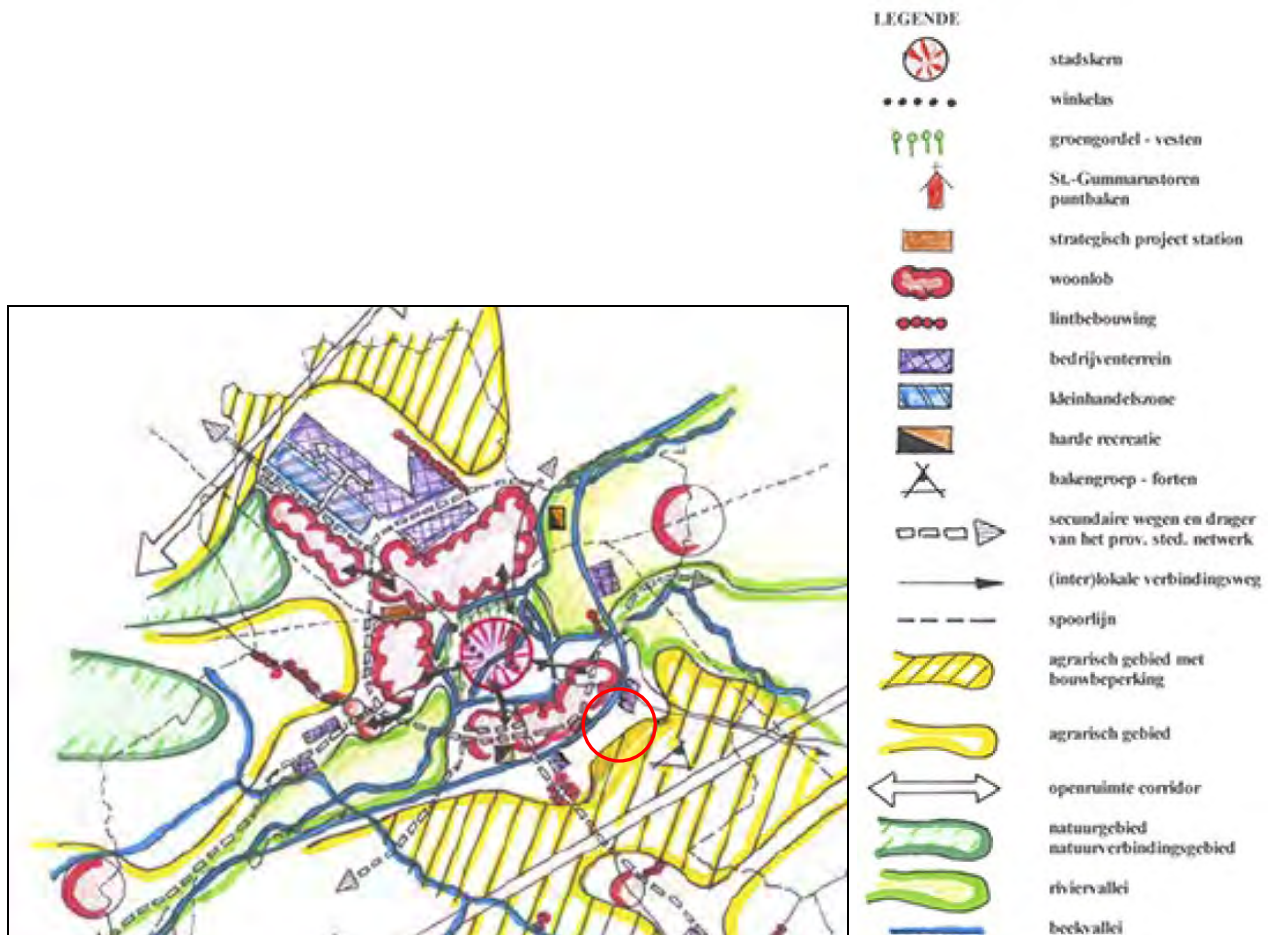 LEGENDE
stadskern
winkelas
groengordel - vesten
St.-Gummarustoren
puntbaken
strategisch project station
woonlob
lintbebouwing
bedrijventerrein
kleinhandelszone
harde recreatie
bakengroep - forten
secundaire wegen en drager
van het prov. sted. netwerk
(inter)lokale verbindingsweg
spoorlijn
agrarisch gebied met
bouwbeperking
agrarisch gebied
openruimte corridor
natuurgebied
natuurverbindingsgebied
riviervallei
beekvallei